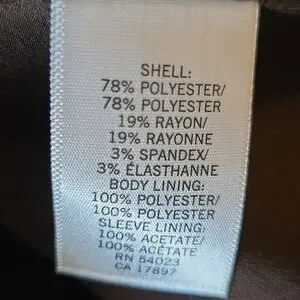 SHELL:
78% POLYESTER/
78% POLYESTER
19% RAYON/
19% RAYONNE
3% SPANDEX/
3% ÉLASTHANNE
BODY LINING:
100% POLYESTER/
100% POLYESTER
SLEEVE LINING:
100% ACETATE/
100% ACETATE
RN 54023
CA 17897